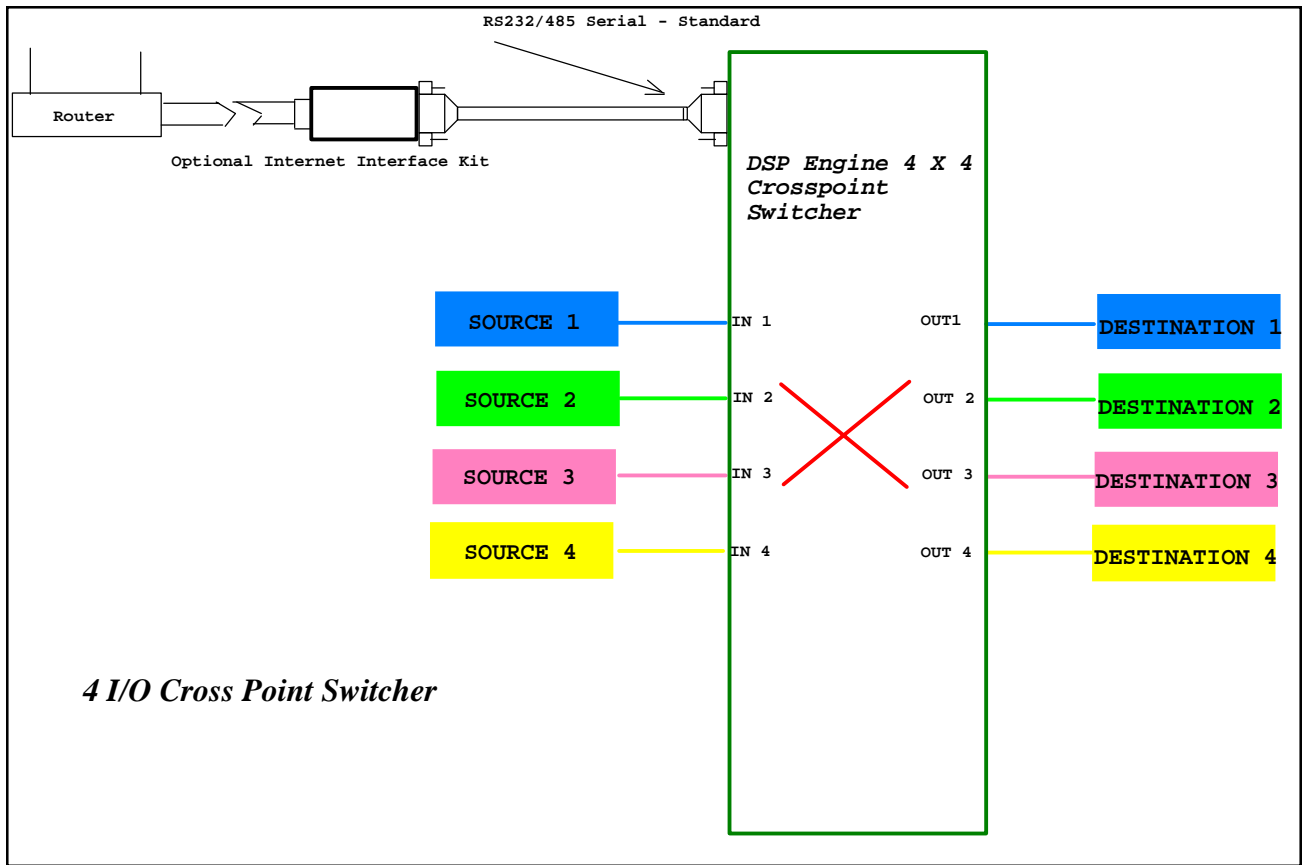 RS232/485 Serial - Standard
Router
Optional Internet Interface Kit
DSP Engine 4 X 4
Crosspoint
Switcher
SOURCE 1
IN 1
OUT1
DESTINATION 1
SOURCE 2
IN 2
OUT 2
DESTINATION 2
SOURCE 3
IN 3
OUT 3
DESTINATION 3
SOURCE 4
IN 4
OUT 4
DESTINATION 4
4 I/O Cross Point Switcher